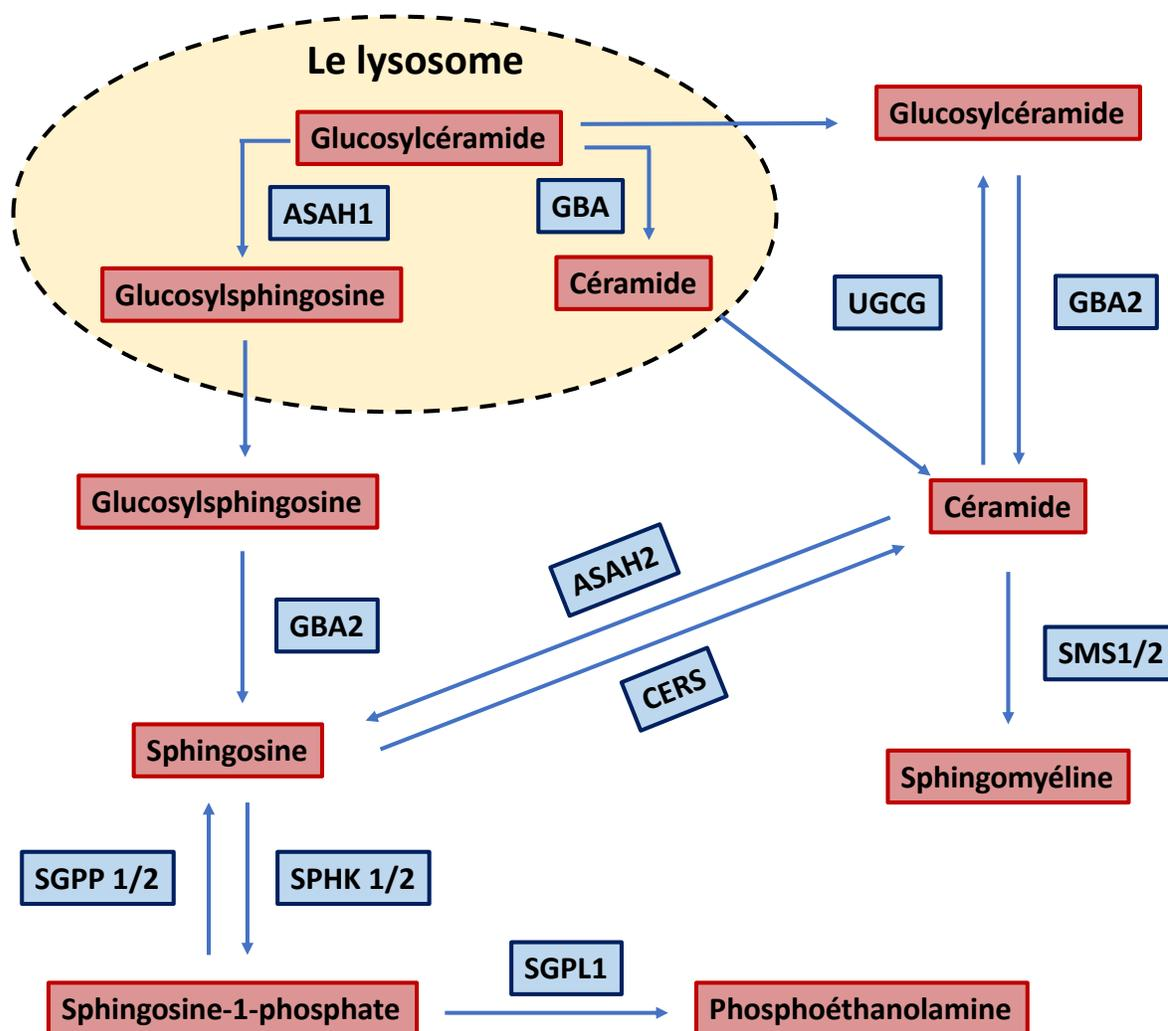 Le lysosome
Glucosylcéramide
Glucosylcéramide
ASAH1
GBA
Glucosylsphingosine
Céramide
UGCG
GBA2
Glucosylsphingosine
Céramide
ASAH2
GBA2
CERS
SMS1/2
Sphingosine
Sphingomyéline
SGPP 1/2
SPHK 1/2
SGPL1
Sphingosine-1-phosphate
Phosphoéthanolamine